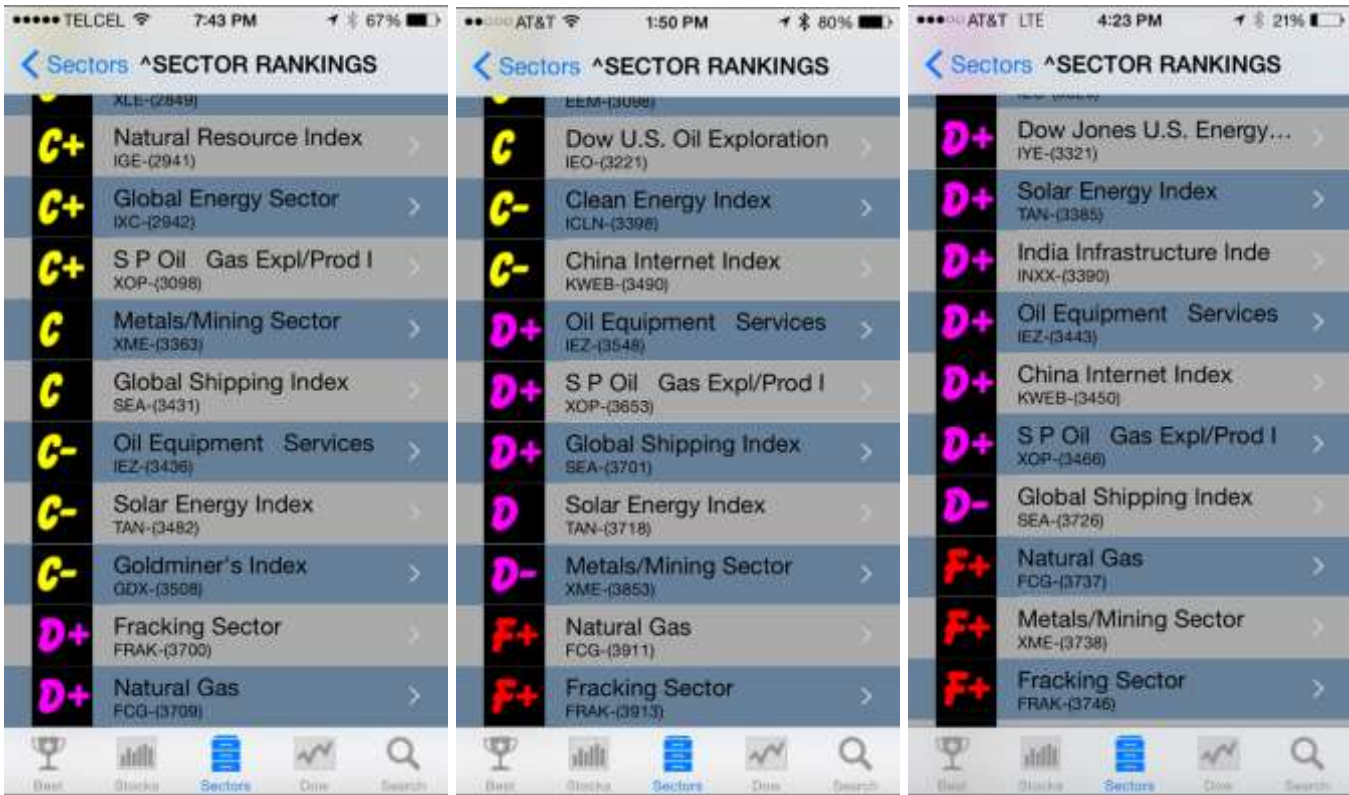 TELCEL 7:43 PM 67%
Sectors ^SECTOR RANKINGS
XLE-(2849)
C+ Natural Resource Index
IGE-(2941)
C+ Global Energy Sector
IXC-(2942)
C+ S P Oil Gas Expl/Prod I
XOP-(3098)
C Metals/Mining Sector
XME-(3363)
C Global Shipping Index
SEA-(3431)
C- Oil Equipment Services
IEZ-(3436)
C- Solar Energy Index
TAN-(3482)
C- Goldminer's Index
GDX-(3508)
D+ Fracking Sector
FRAK-(3700)
D+ Natural Gas
FCG-(3709)
Best Stocks Sectors Dow Search
AT&T 1:50 PM 80%
Sectors ^SECTOR RANKINGS
EEM-(3098)
C Dow U.S. Oil Exploration
IEO-(3221)
C- Clean Energy Index
ICLN-(3398)
C- China Internet Index
KWEB-(3490)
D+ Oil Equipment Services
IEZ-(3548)
D+ S P Oil Gas Expl/Prod I
XOP-(3653)
D+ Global Shipping Index
SEA-(3701)
D Solar Energy Index
TAN-(3718)
D- Metals/Mining Sector
XME-(3853)
F+ Natural Gas
FCG-(3911)
F+ Fracking Sector
FRAK-(3913)
Best Stocks Sectors Dow Search
AT&T LTE 4:23 PM 21%
Sectors ^SECTOR RANKINGS
D+ Dow Jones U.S. Energy...
IYE-(3321)
D+ Solar Energy Index
TAN-(3385)
D+ India Infrastructure Inde
INXX-(3390)
D+ Oil Equipment Services
IEZ-(3443)
D+ China Internet Index
KWEB-(3450)
D+ S P Oil Gas Expl/Prod I
XOP-(3466)
D- Global Shipping Index
SEA-(3726)
F+ Natural Gas
FCG-(3737)
F+ Metals/Mining Sector
XME-(3738)
F+ Fracking Sector
FRAK-(3746)
Best Stocks Sectors Dow Search